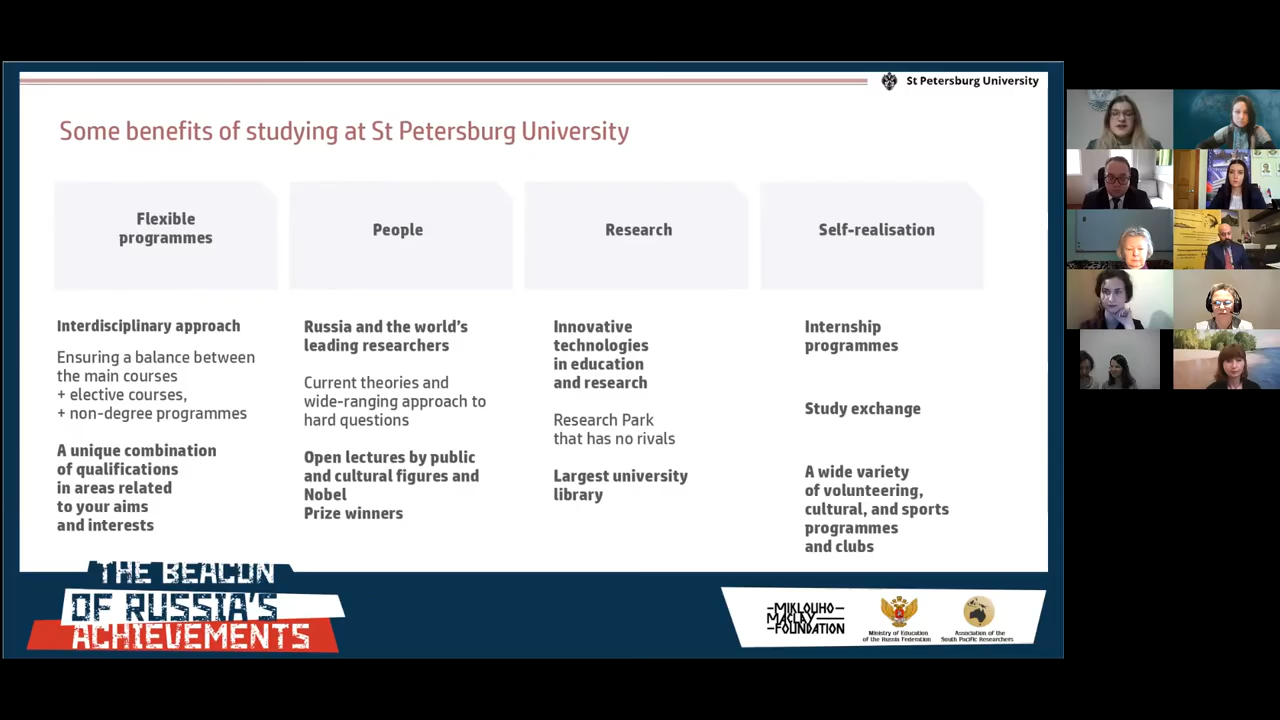 St Petersburg University
Some benefits of studying at St Petersburg University
Flexible
programmes
People
Research
Self-realisation
Interdisciplinary approach
Ensuring a balance between
the main courses
+ elective courses,
+ non-degree programmes
A unique combination
of qualifications
in areas related
to your aims
and interests
Russia and the world's
leading researchers
Current theories and
wide-ranging approach to
hard questions
Open lectures by public
and cultural figures and
Nobel
Prize winners
Innovative
technologies
in education
and research
Research Park
that has no rivals
Largest university
library
Internship
programmes
Study exchange
A wide variety
of volunteering,
cultural, and sports
programmes
and clubs
THE BEACON
OF RUSSIA'S
ACHIEVEMENTS
MIKLOUHO
MACLAY
FOUNDATION
Ministry of Education
of the Russia Federation
Association of the
South Pacific Researchers